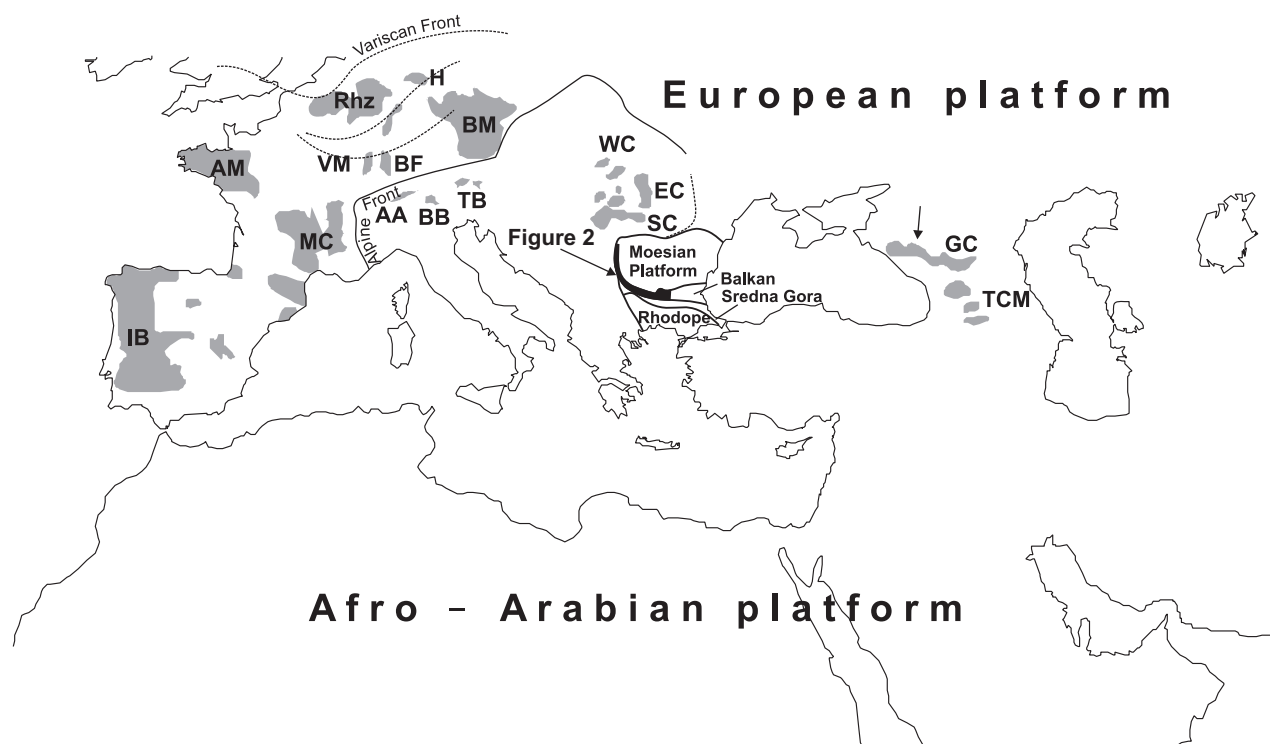 Variscan Front
H
European platform
Rhz
BM
WC
AM
VM
BF
EC
Alpine Front
AA
BB
TB
SC
MC
Figure 2
GC
Moesian
Platform
Balkan
Sredna Gora
TCM
Rhodope
IB
Afro – Arabian platform